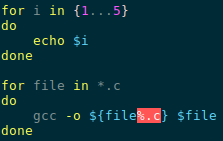 for i in {1...5}
do
    echo $i
done

for file in *.c
do
    gcc -o ${file%.c} $file
done